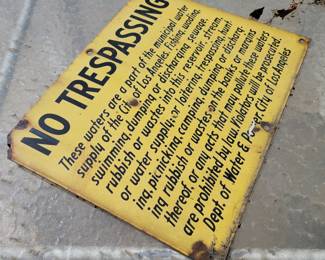 NO TRESPASSING
These waters are a part of the municipal water
supply of the City of Los Angeles. Fishing, wading,
swimming, dumping or discharging sewage,
rubbish or wastes into this reservoir, stream,
or water supply, or loitering, trespassing, hunt-
ing, picnicking, camping, dumping or discharg-
ing rubbish or wastes on the banks or margins
thereof, or any acts that may pollute these waters
are prohibited by law. Violators will be prosecuted.
Dept. of Water & Power City of Los Angeles